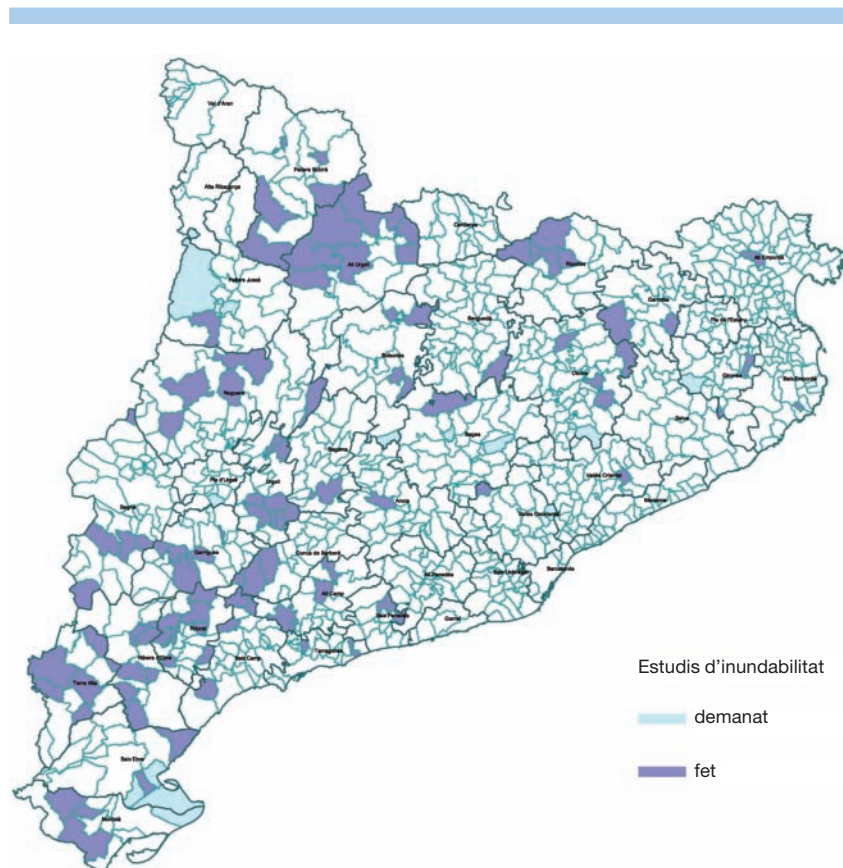 Val d'Aran
Pallars Sobirà
Alta Ribagorça
Cerdanya
Alt Urgell
Ripollès
Alt Empordà
Pallars Jussà
Garrotxa
Berguedà
Pla de l'Estany
Solsonès
Osona
Gironès
Baix Empordà
Noguera
Selva
Bages
Segarra
Pla d'Urgell
Urgell
Vallès Oriental
Anoia
Maresme
Segrià
Vallès Occidental
Garrigues
Conca de Barberà
Alt Penedès
Baix Llobregat
Barcelonès
Alt Camp
Baix Penedès
Garraf
Priorat
Tarragonès
Ribera d'Ebre
Baix Camp
Terra Alta
Baix Ebre
Montsià
Estudis d'inundabilitat
demanat
fet